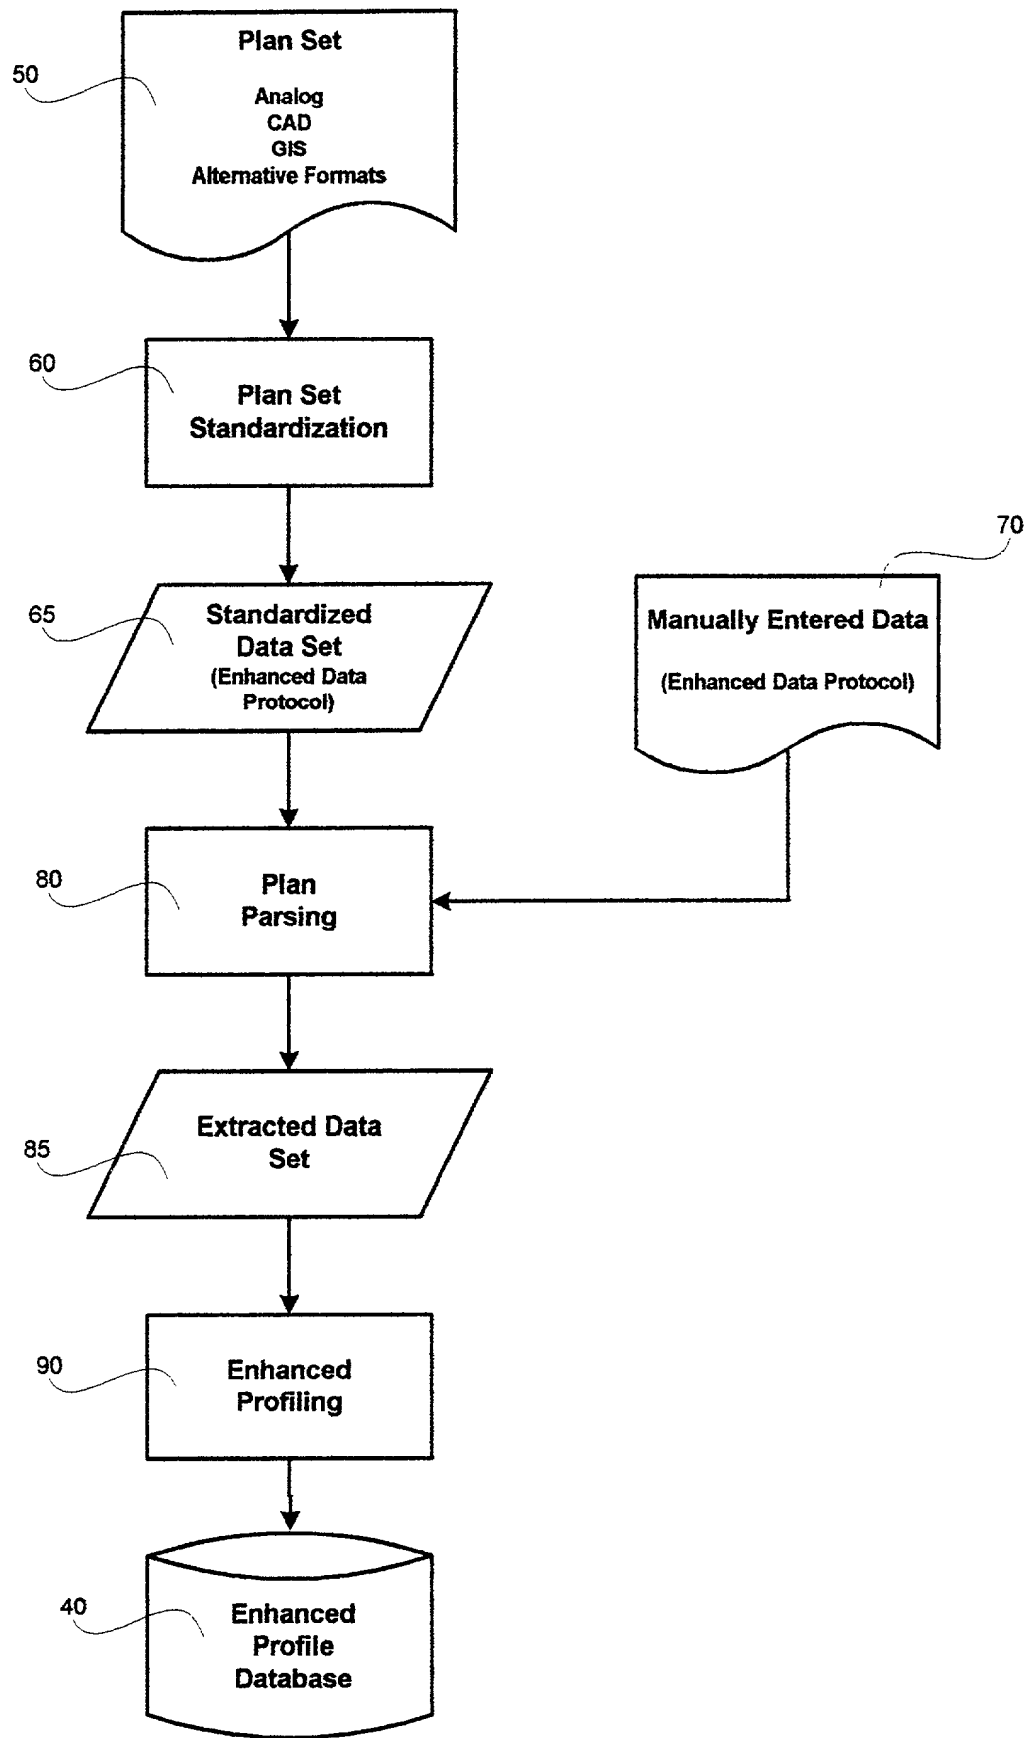 Plan Set
50
Analog
CAD
GIS
Alternative Formats
60
Plan Set
Standardization
70
65
Standardized
Data Set
(Enhanced Data
Protocol)
Manually Entered Data
(Enhanced Data Protocol)
80
Plan
Parsing
85
Extracted Data
Set
90
Enhanced
Profiling
40
Enhanced
Profile
Database